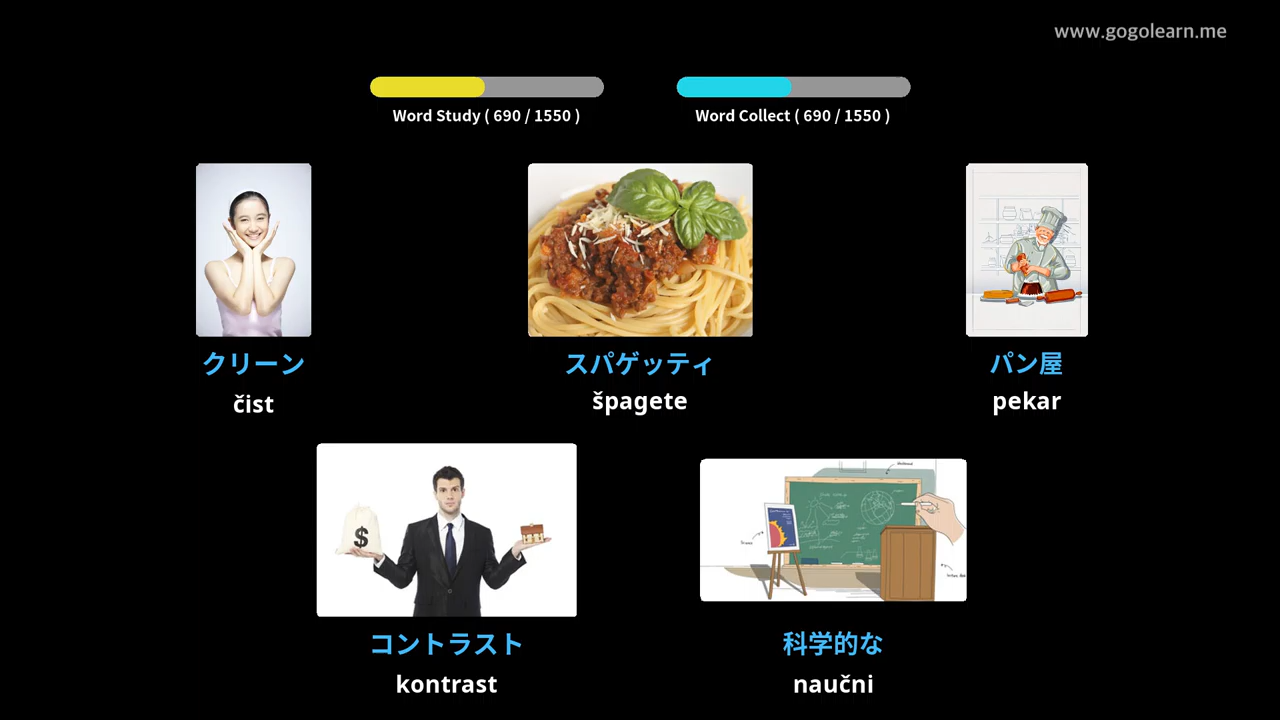 www.gogolearn.me
Word Study ( 690 / 1550 )
Word Collect ( 690 / 1550 )
クリーン
čist
スパゲッティ
špagete
パン屋
pekar
$
コントラスト
kontrast
科学的な
naučni